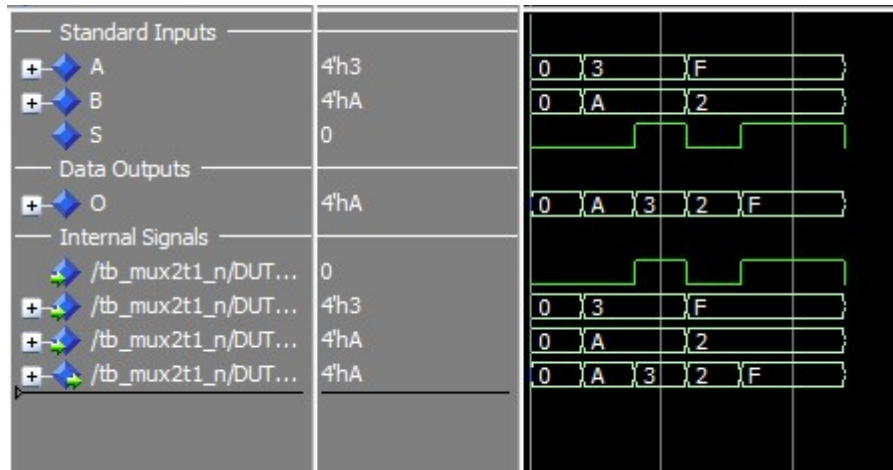 Standard Inputs
A 4'h3 0 3 F
B 4'hA 0 A 2
S 0
Data Outputs
O 4'hA 0 A 3 2 F
Internal Signals
/tb_mux2t1_n/DUT... 0
/tb_mux2t1_n/DUT... 4'h3 0 3 F
/tb_mux2t1_n/DUT... 4'hA 0 A 2
/tb_mux2t1_n/DUT... 4'hA 0 A 3 2 F